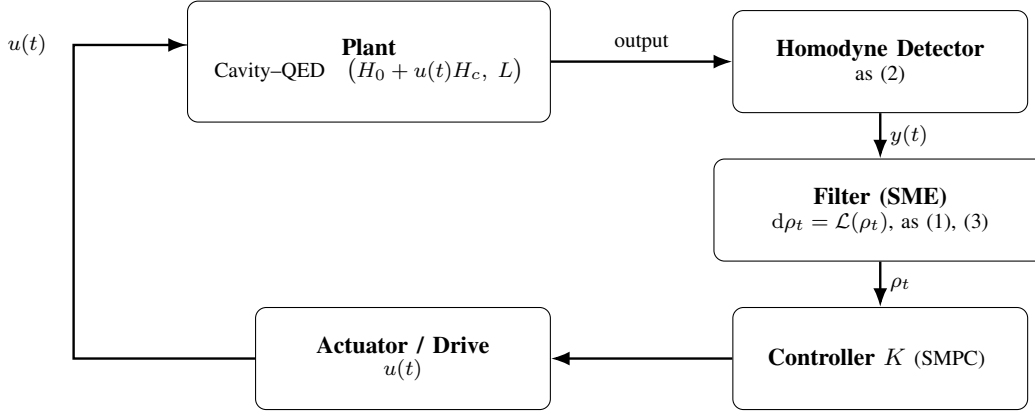 u(t)
Plant
Cavity–QED (H₀ + u(t)H_c, L)
output
Homodyne Detector
as (2)
y(t)
Filter (SME)
dρ_t = ℒ(ρ_t), as (1), (3)
ρ_t
Controller K (SMPC)
Actuator / Drive
u(t)